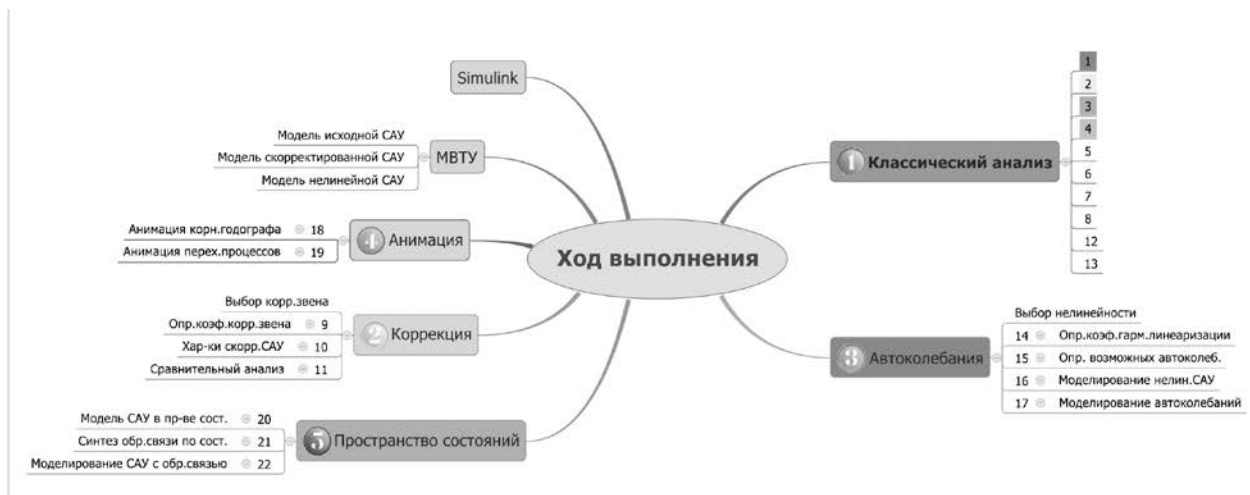 Ход выполнения
1 Классический анализ
1
2
3
4
5
6
7
8
12
13
3 Автоколебания
Выбор нелинейности
14 Опр.коэф.гарм.линеаризации
15 Опр. возможных автоколеб.
16 Моделирование нелин.САУ
17 Моделирование автоколебаний
Simulink
МВТУ
Модель исходной САУ
Модель скорректированной САУ
Модель нелинейной САУ
4 Анимация
Анимация корн.годографа 18
Анимация перех.процессов 19
2 Коррекция
Выбор корр.звена
Опр.коэф.корр.звена 9
Хар-ки скорр.САУ 10
Сравнительный анализ 11
5 Пространство состояний
Модель САУ в пр-ве сост. 20
Синтез обр.связи по сост. 21
Моделирование САУ с обр.связью 22